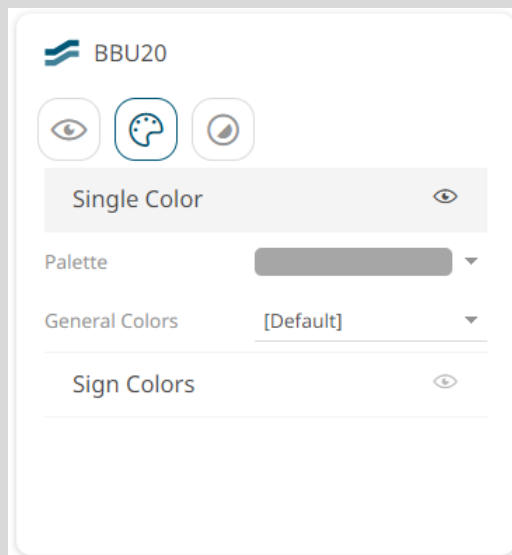 BBU20
Single Color
Palette
General Colors [Default]
Sign Colors